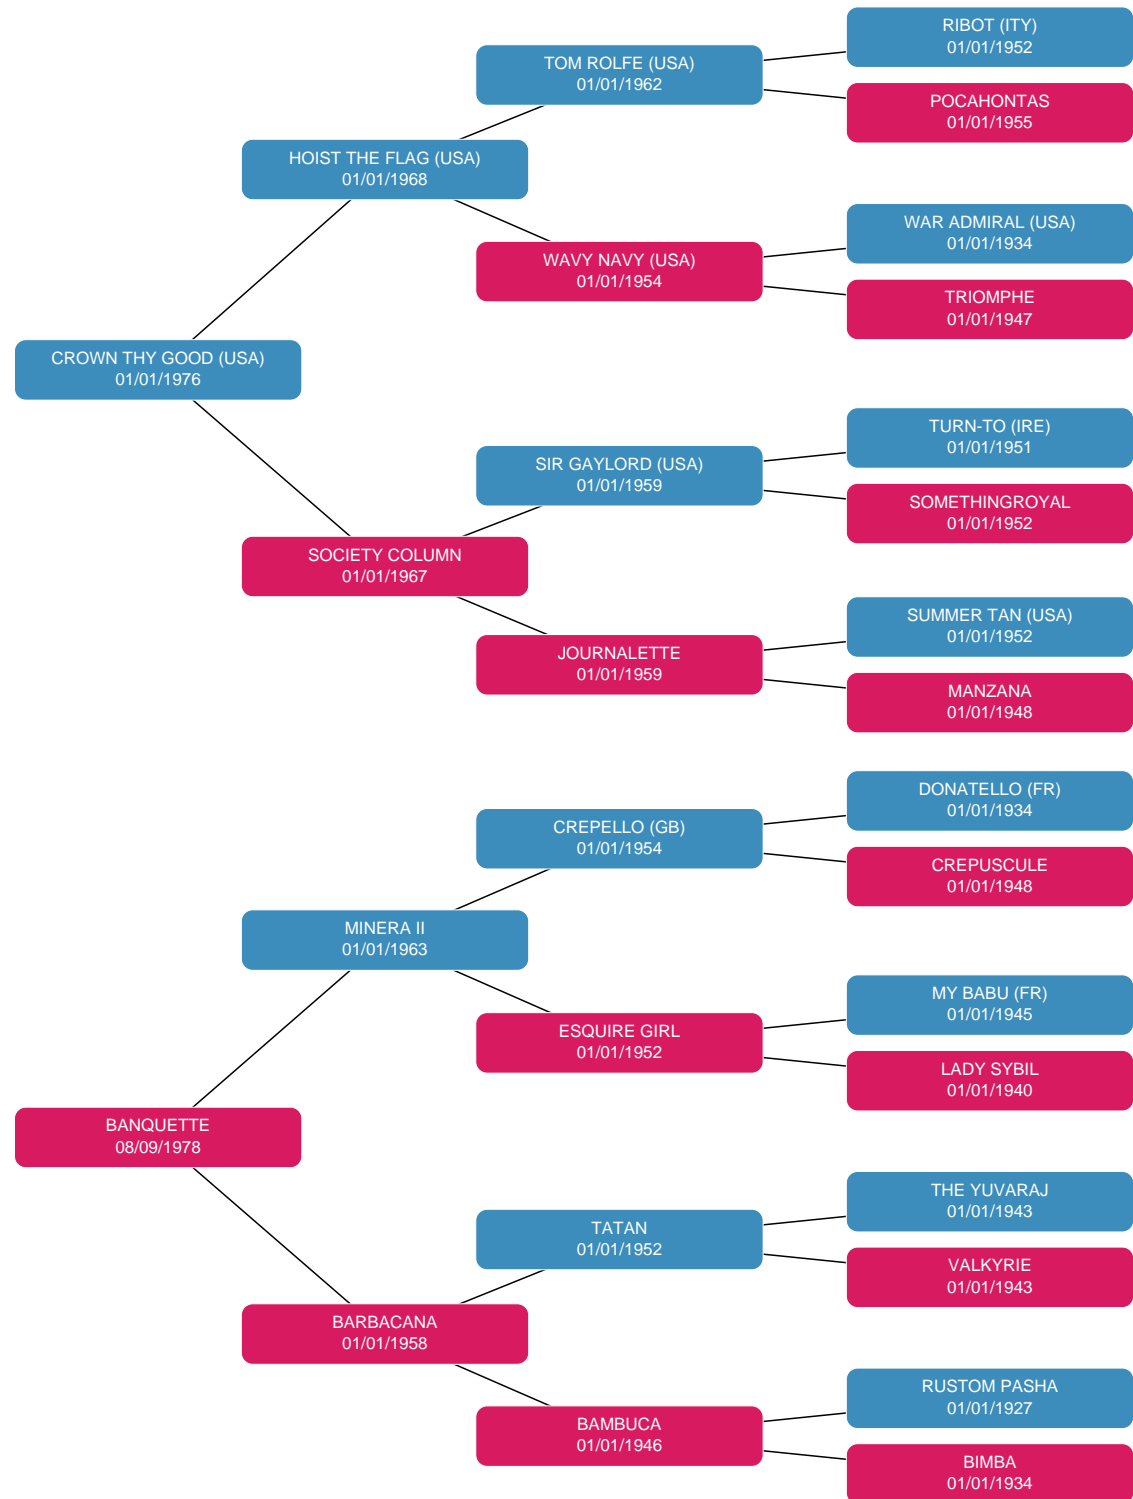 RIBOT (ITY)
01/01/1952
TOM ROLFE (USA)
01/01/1962
POCAHONTAS
01/01/1955
HOIST THE FLAG (USA)
01/01/1968
WAR ADMIRAL (USA)
01/01/1934
WAVY NAVY (USA)
01/01/1954
TRIOMPHE
01/01/1947
CROWN THY GOOD (USA)
01/01/1976
TURN-TO (IRE)
01/01/1951
SIR GAYLORD (USA)
01/01/1959
SOMETHINGROYAL
01/01/1952
SOCIETY COLUMN
01/01/1967
SUMMER TAN (USA)
01/01/1952
JOURNALETTE
01/01/1959
MANZANA
01/01/1948
DONATELLO (FR)
01/01/1934
CREPELLO (GB)
01/01/1954
CREPUSCULE
01/01/1948
MINERA II
01/01/1963
MY BABU (FR)
01/01/1945
ESQUIRE GIRL
01/01/1952
LADY SYBIL
01/01/1940
BANQUETTE
08/09/1978
THE YUVARAJ
01/01/1943
TATAN
01/01/1952
VALKYRIE
01/01/1943
BARBACANA
01/01/1958
RUSTOM PASHA
01/01/1927
BAMBUCA
01/01/1946
BIMBA
01/01/1934